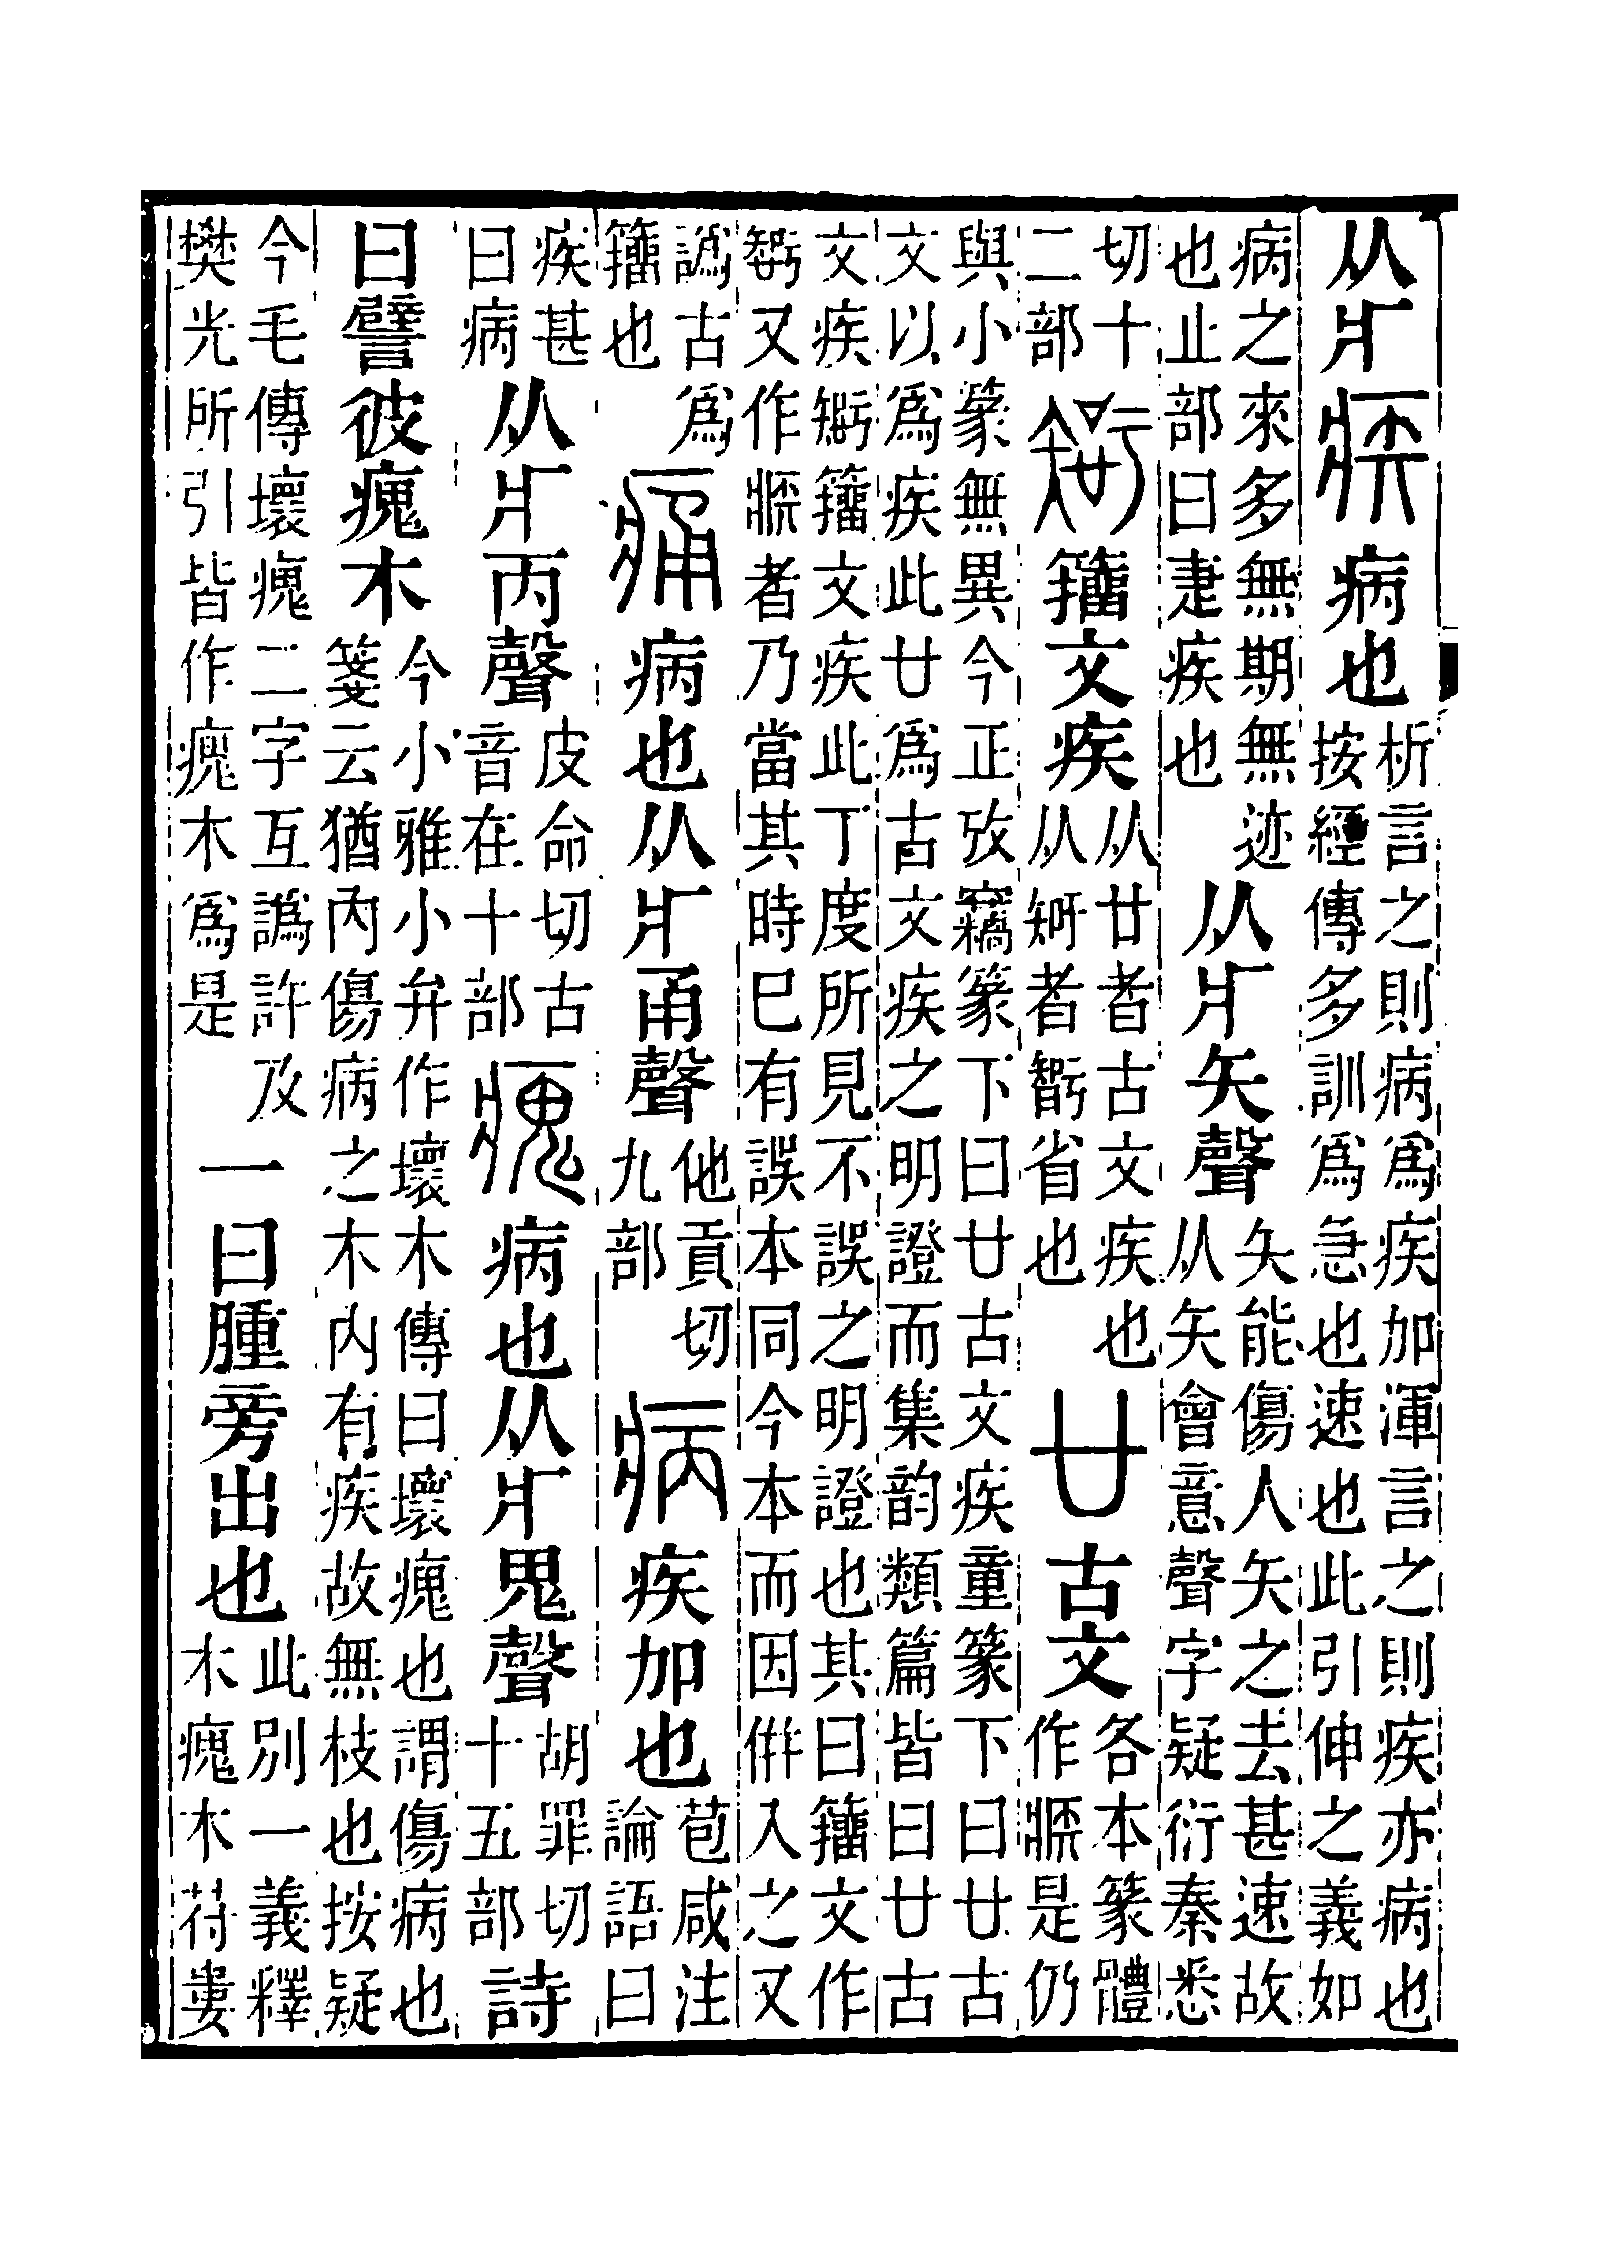 从疒疾病也析言之則病爲疾加渾言之則疾亦病也按經傳多訓爲急也速也此引伸之義如
病之來多無期無迹也止部曰疌疾也从疒矢聲矢能傷人矢之去甚速故从矢會意聲字疑衍秦悉
切十二部籒文疾从廿者古文疾也从者省也廿古文各本篆體作是仍
與小篆無異今正攷竊篆下曰廿古文疾童篆下曰廿古文以爲疾此廿爲古文疾之明證而集韵類篇皆曰廿古
文疾籒文疾此丁度所見不誤之明證也其曰籒文作又作者乃當其時巳有誤本同今本而因倂入之又
譌古爲籒也痛病也从疒甬聲他貢切九部病疾加也苞咸注論語曰
疾甚曰病从疒丙聲皮命切古音在十部瘣病也从疒鬼聲胡罪切十五部詩
曰譬彼瘣木今小雅小弁作壞木傳曰壞瘣也謂傷病也箋云猶內傷病之木內有疾故無枝也按疑
今毛傳壞瘣二字互譌許及樊光所引皆作瘣木爲是一曰腫旁出也此別一義釋木瘣木苻婁